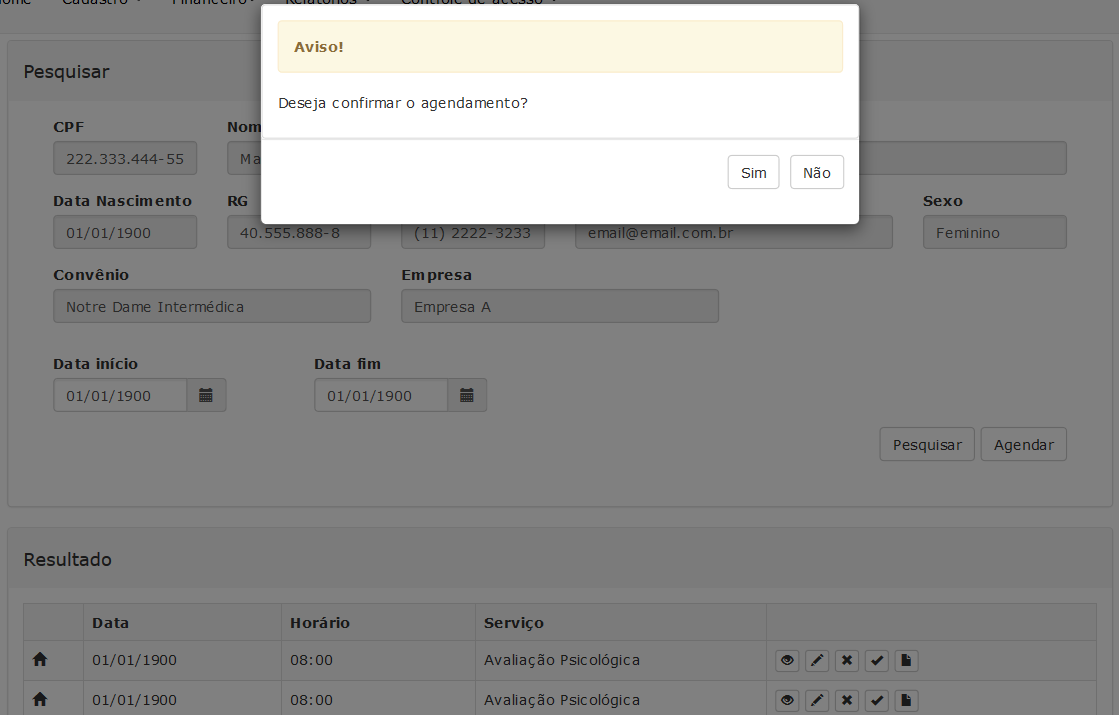 Cadastro
Financeiro
Relatórios
Controle de acesso
Aviso!
Deseja confirmar o agendamento?
Sim Não
Pesquisar
CPF
222.333.444-55
Data Nascimento RG Sexo
01/01/1900 40.555.888-8 (11) 2222-3233 email@email.com.br Feminino
Convênio Empresa
Notre Dame Intermédica Empresa A
Data início Data fim
01/01/1900 01/01/1900
Pesquisar Agendar
Resultado
Data Horário Serviço
01/01/1900 08:00 Avaliação Psicológica
01/01/1900 08:00 Avaliação Psicológica